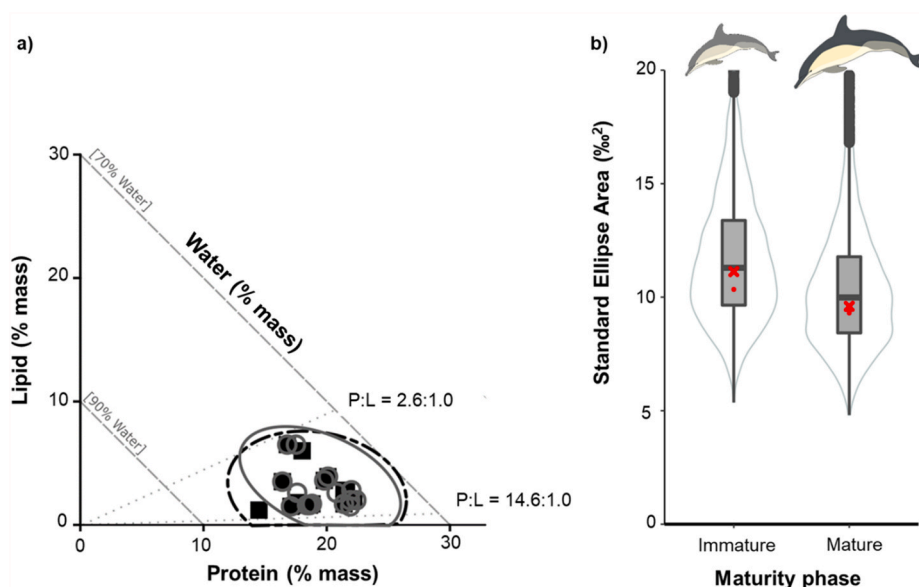 a)
b)
30
20
10
0
Lipid (% mass)
[70% Water]
[90% Water]
Water (% mass)
P:L = 2.6:1.0
P:L = 14.6:1.0
0
10
20
30
Protein (% mass)
20
15
10
5
0
Standard Ellipse Area (‰²)
Immature
Mature
Maturity phase